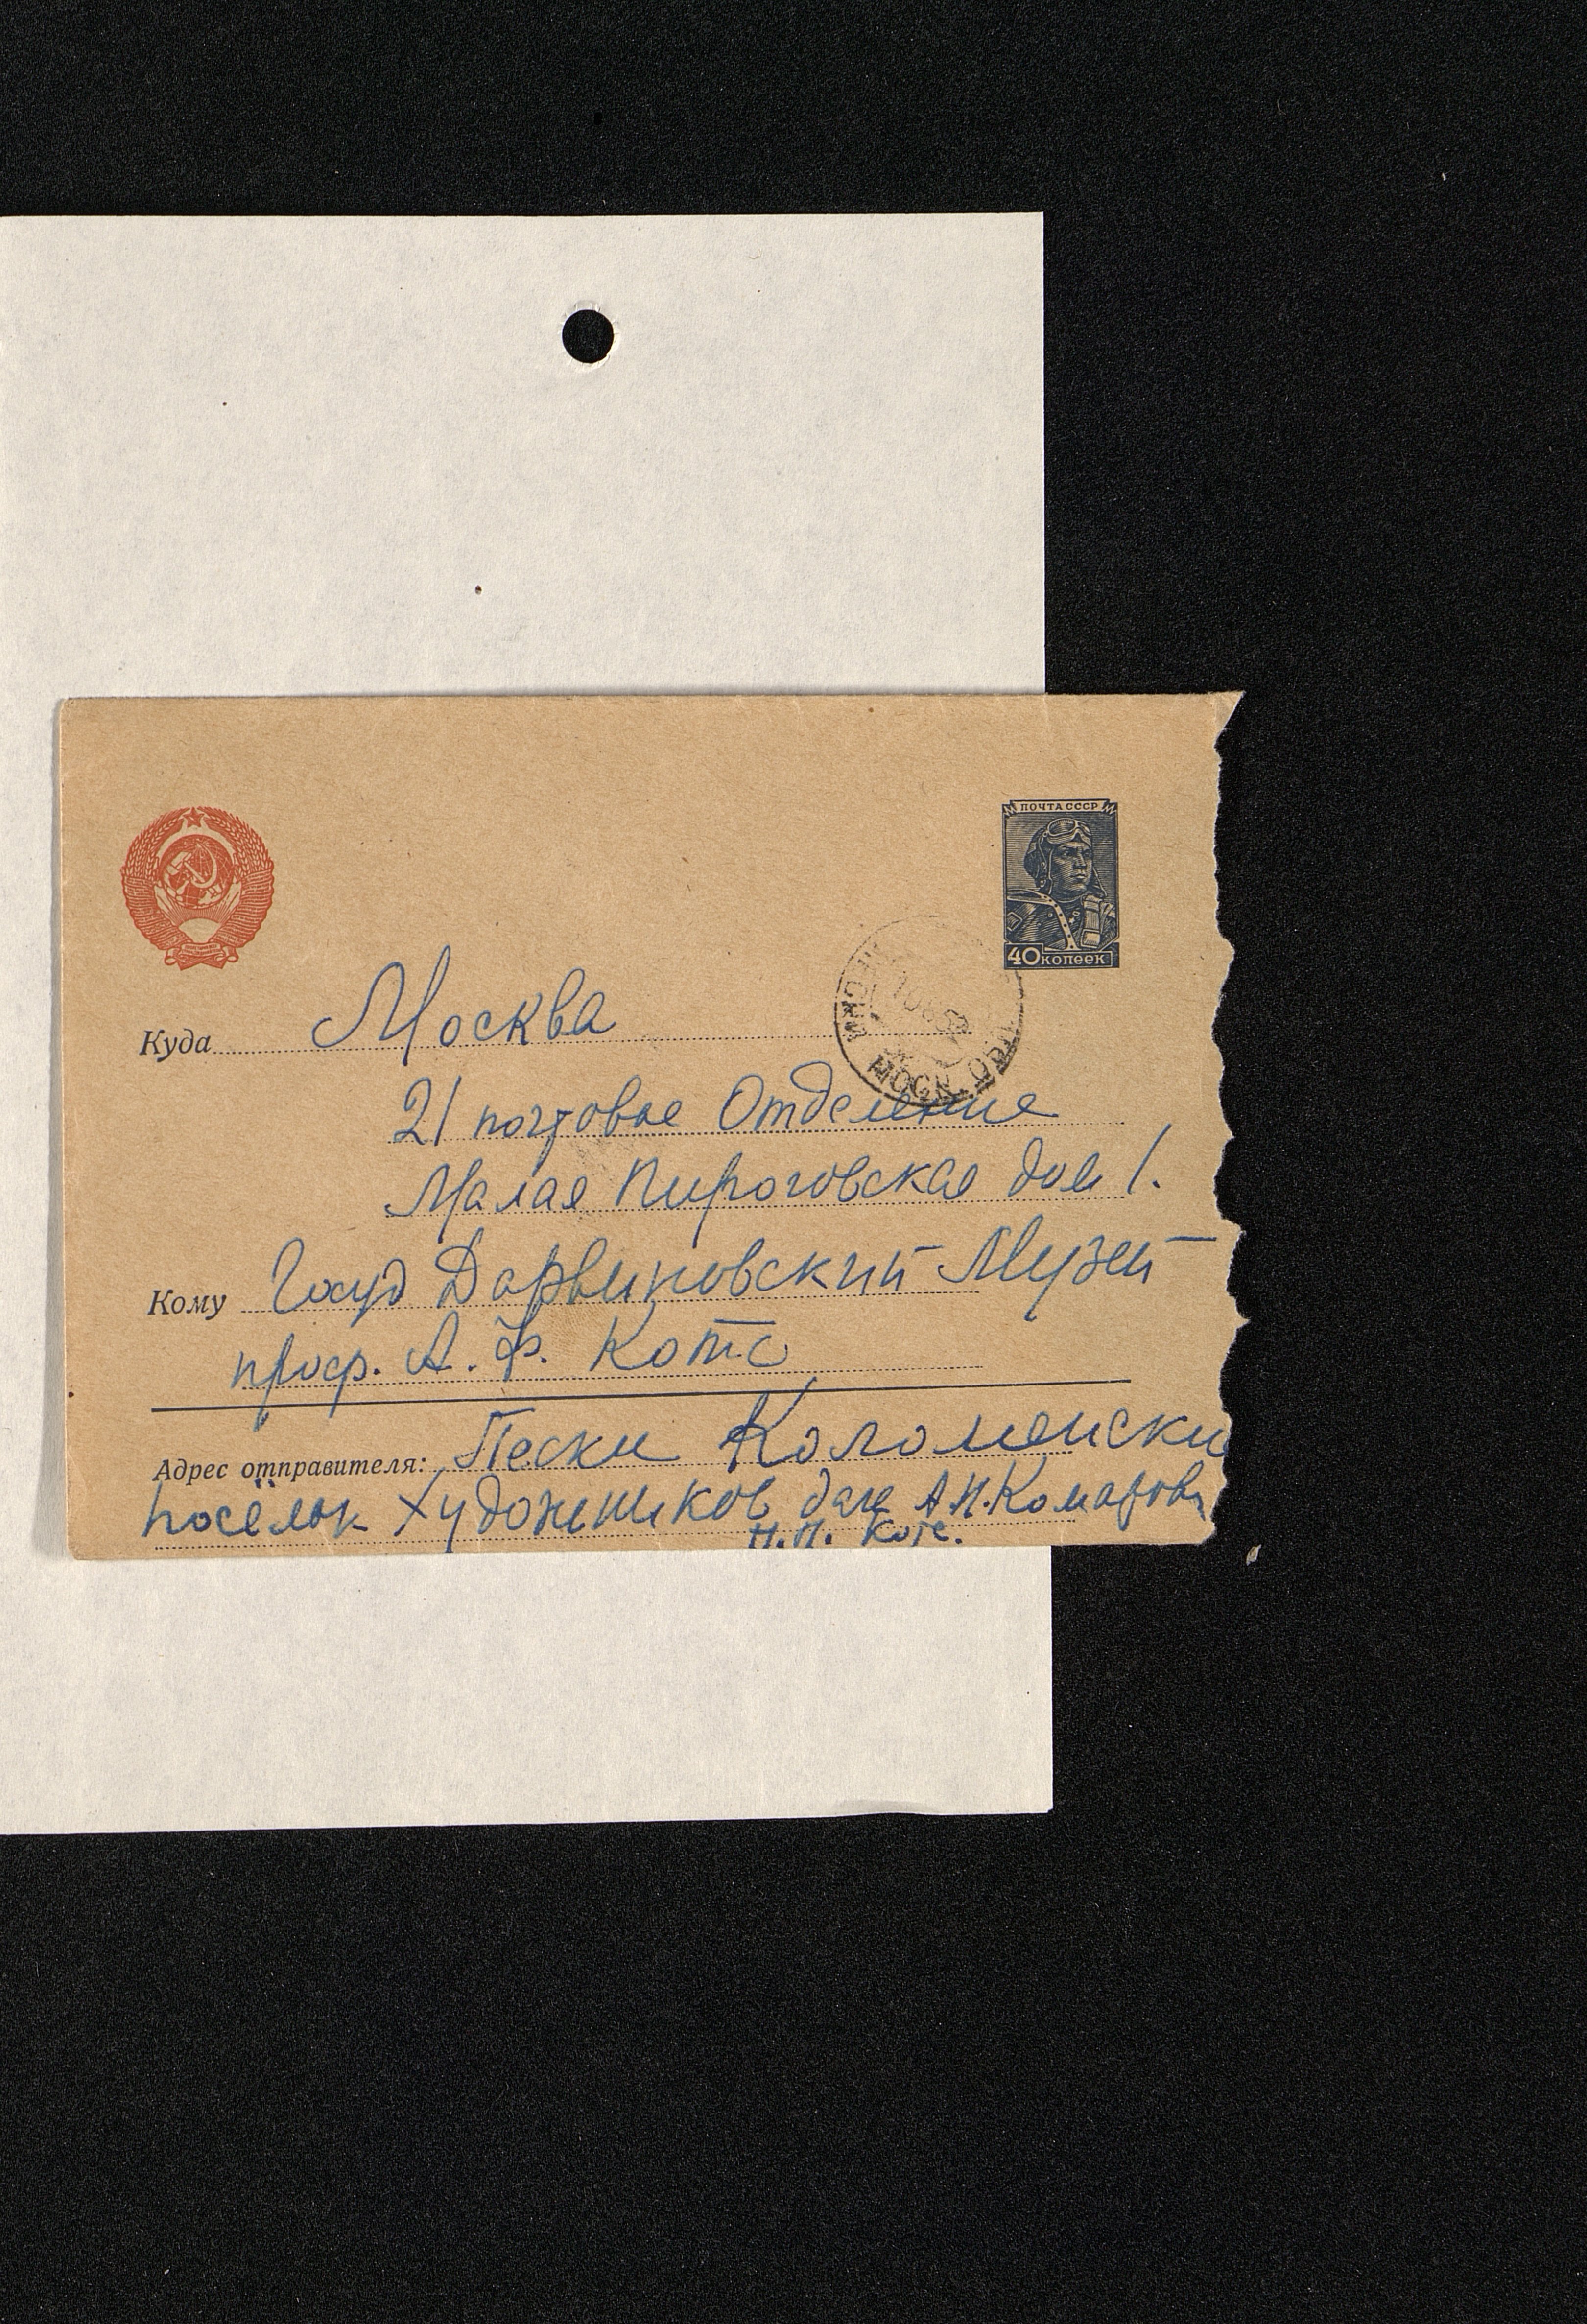 ПОЧТА СССР
40 КОПЕЕК
Куда Москва
21 почтовое Отделение
Малая Пироговская дом 1.
Кому Госуд Дарвиновский Музей
проф. А. Ф. Котс
Адрес отправителя: Пески Коломенски
посёлок Художников дача А.Н.Комарова
Н.Н. Котс.